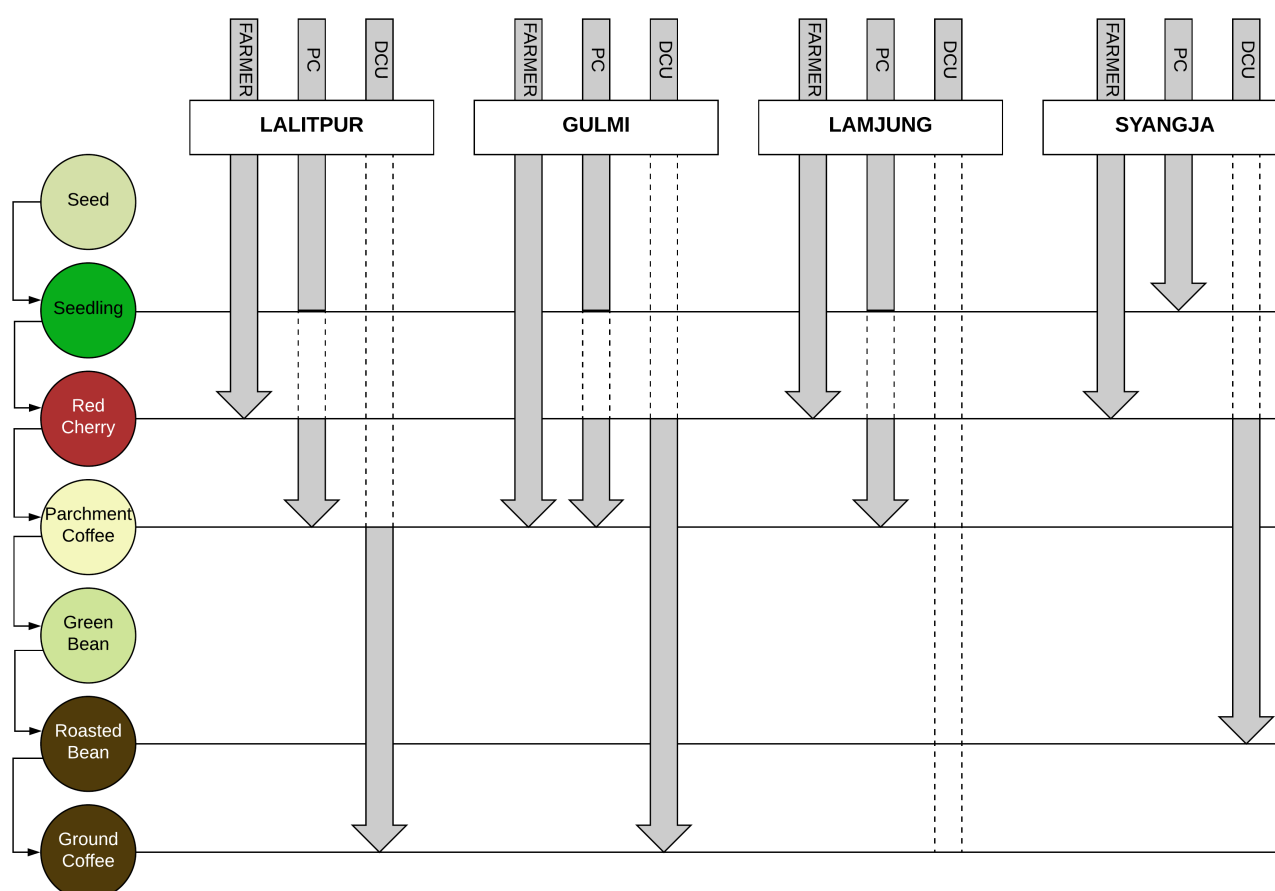 FARMER
PC
DCU
FARMER
PC
DCU
FARMER
PC
DCU
FARMER
PC
DCU
LALITPUR
GULMI
LAMJUNG
SYANGJA
Seed
Seedling
Red
Cherry
Parchment
Coffee
Green
Bean
Roasted
Bean
Ground
Coffee